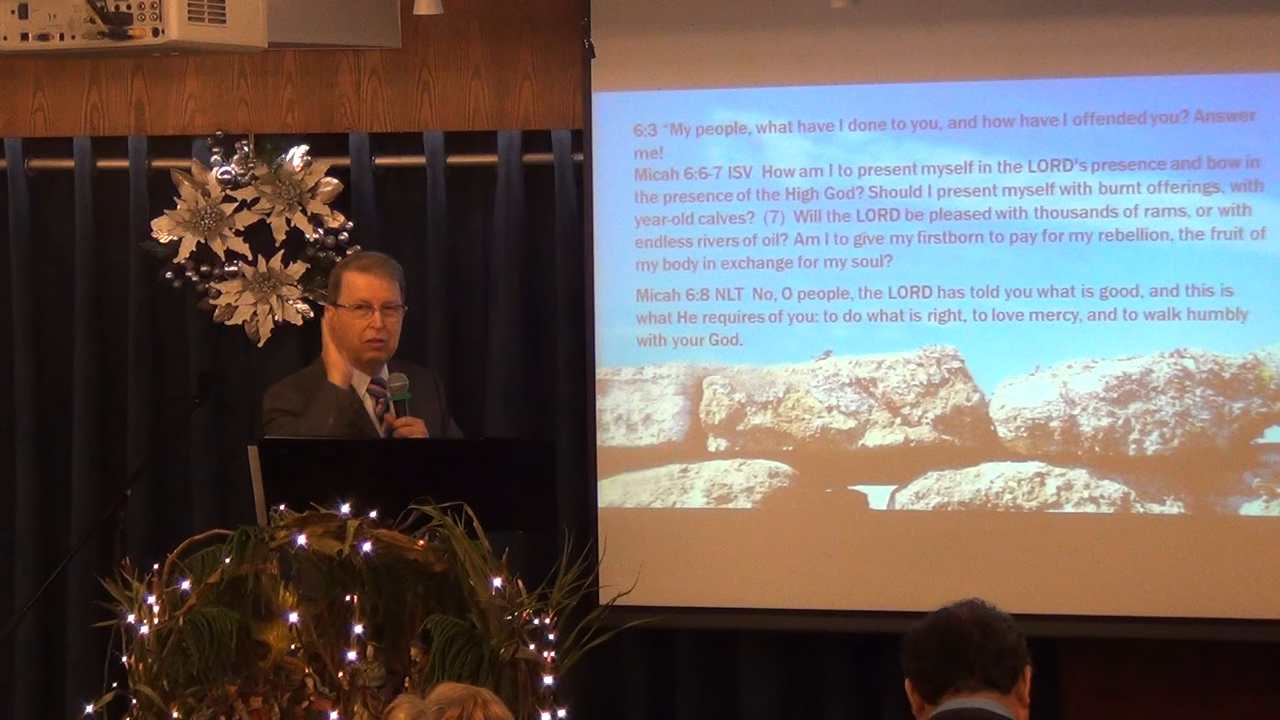 6:3 "My people, what have I done to you, and how have I offended you? Answer
me!
Micah 6:6-7 ISV  How am I to present myself in the LORD's presence and bow in
the presence of the High God? Should I present myself with burnt offerings, with
year-old calves?  (7)  Will the LORD be pleased with thousands of rams, or with
endless rivers of oil? Am I to give my firstborn to pay for my rebellion, the fruit of
my body in exchange for my soul?
Micah 6:8 NLT  No, O people, the LORD has told you what is good, and this is
what He requires of you: to do what is right, to love mercy, and to walk humbly
with your God.